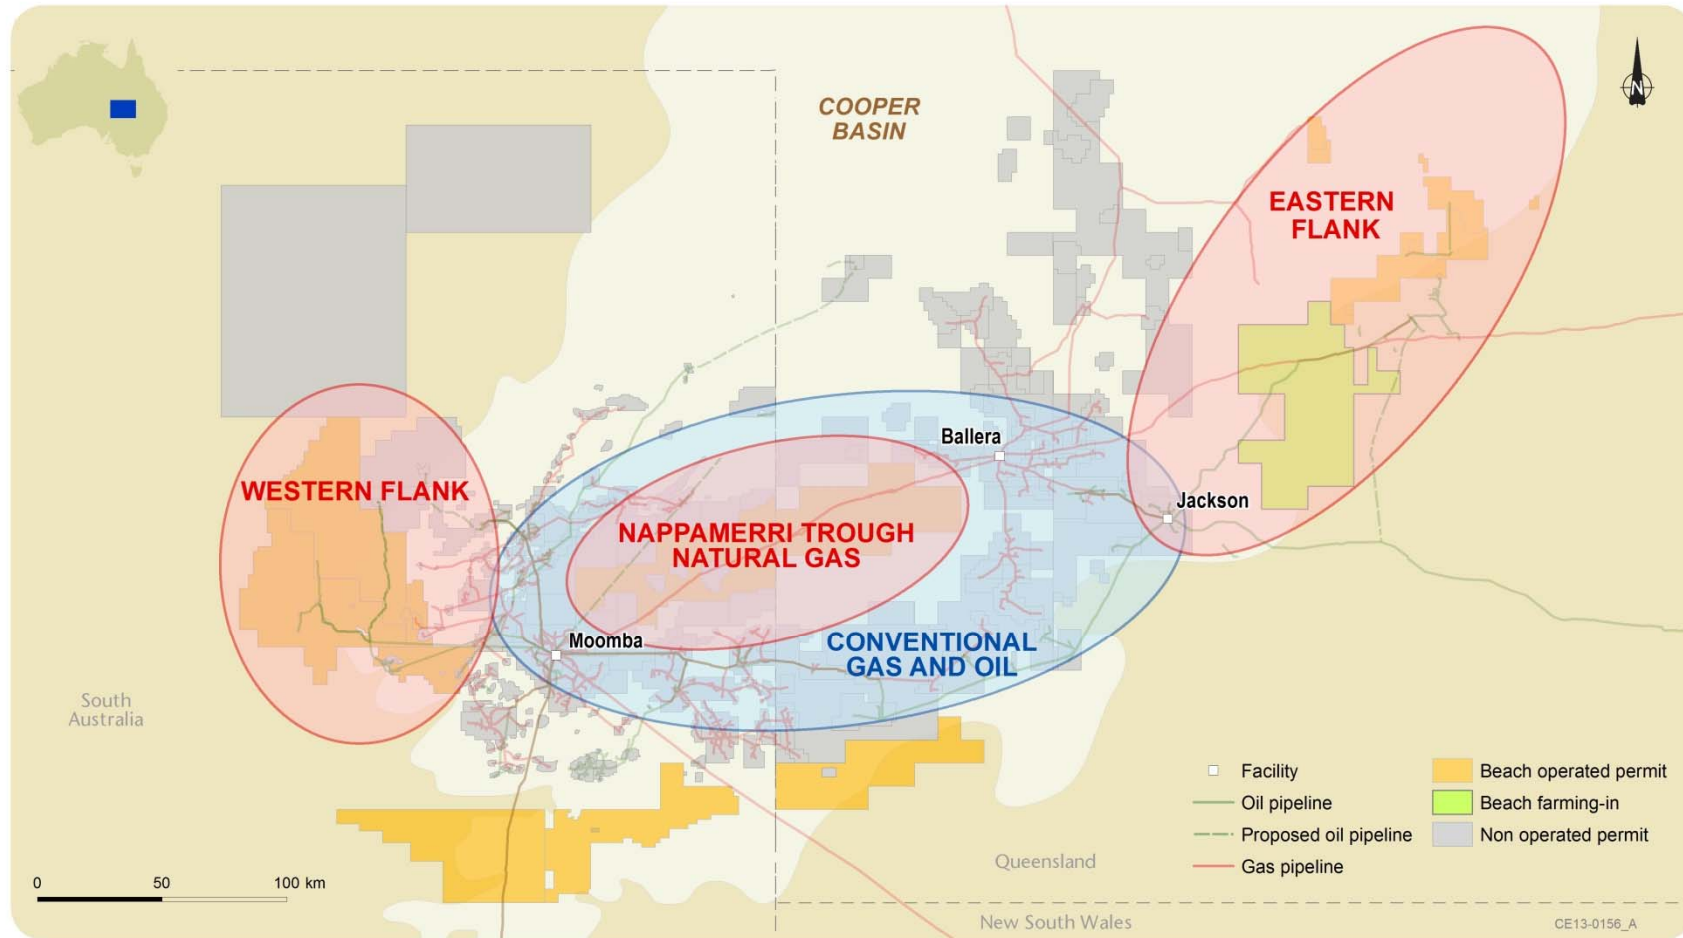 COOPER
BASIN
N
EASTERN
FLANK
WESTERN FLANK
Ballera
Jackson
NAPPAMERRI TROUGH
NATURAL GAS
Moomba
CONVENTIONAL
GAS AND OIL
South
Australia
Queensland
New South Wales
Facility
Oil pipeline
Proposed oil pipeline
Gas pipeline
Beach operated permit
Beach farming-in
Non operated permit
0 50 100 km
CE13-0156_A